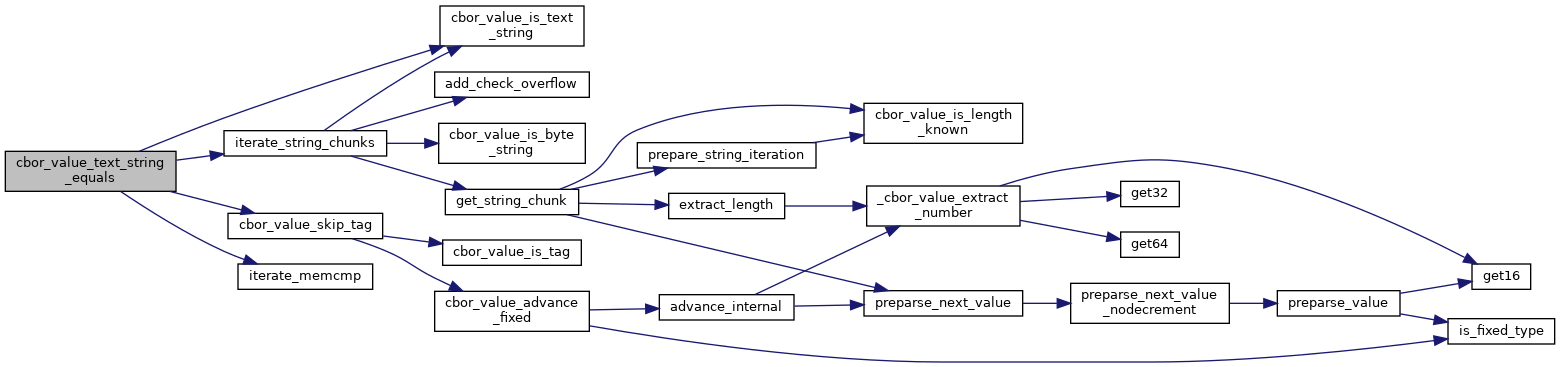 cbor_value_text_string
_equals
iterate_string_chunks
cbor_value_skip_tag
iterate_memcmp
cbor_value_is_text
_string
add_check_overflow
cbor_value_is_byte
_string
get_string_chunk
cbor_value_is_tag
cbor_value_advance
_fixed
prepare_string_iteration
extract_length
advance_internal
cbor_value_is_length
_known
_cbor_value_extract
_number
preparse_next_value
get32
get64
preparse_next_value
_nodecrement
preparse_value
get16
is_fixed_type